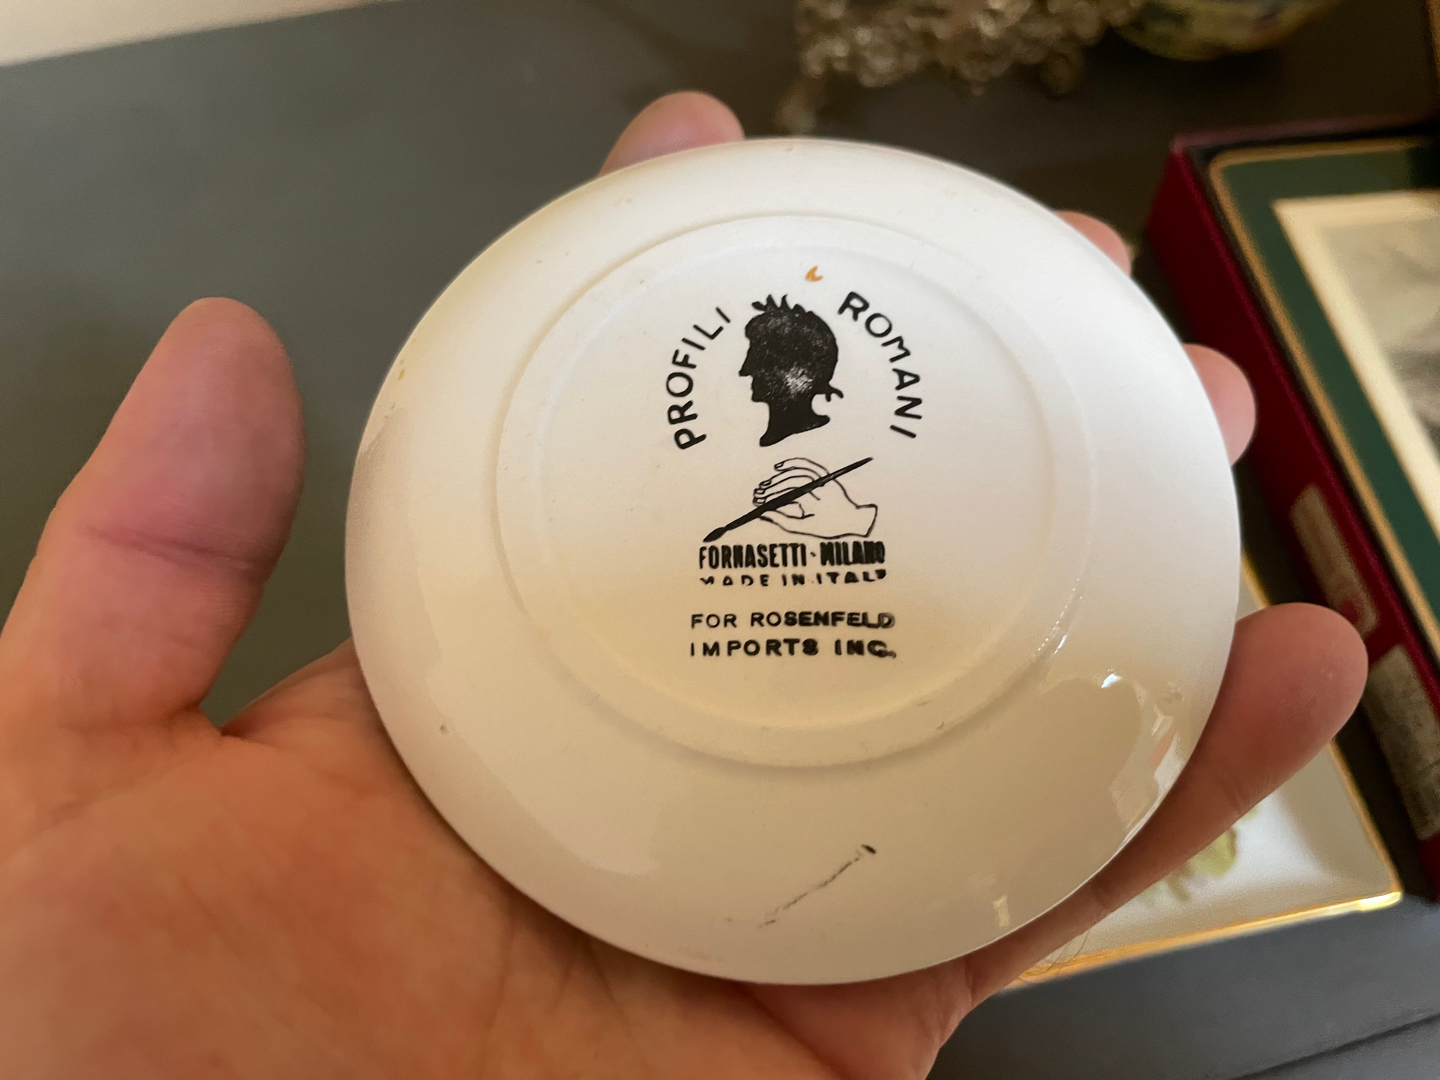 PROFILI ROMANI
FORNASETTI · MILANO
MADE IN ITALY
FOR ROSENFELD
IMPORTS INC.